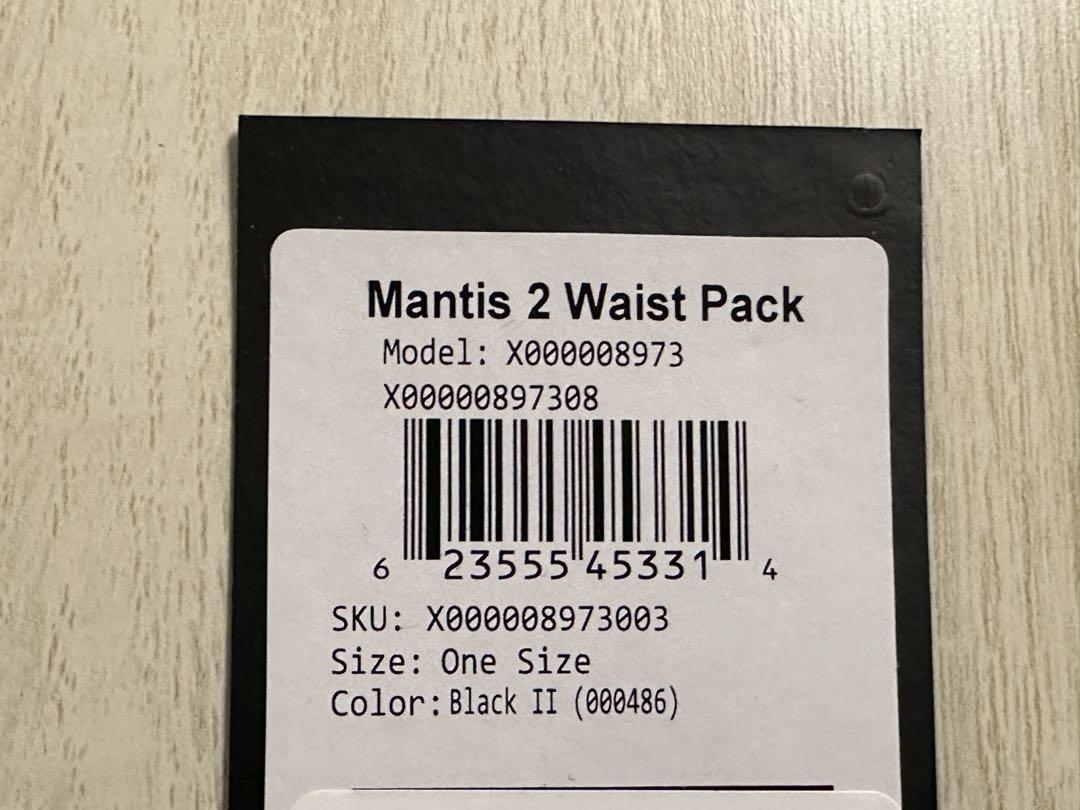 Mantis 2 Waist Pack
Model: X000008973
X00000897308
6 23555 45331 4
SKU: X000008973003
Size: One Size
Color: Black II (000486)